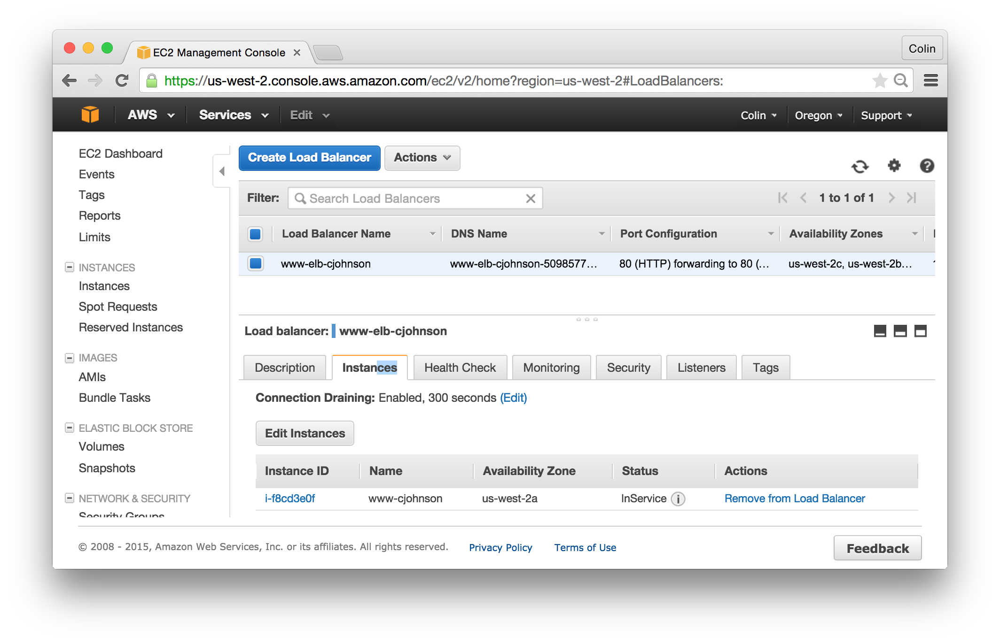 EC2 Management Console
Colin
https://us-west-2.console.aws.amazon.com/ec2/v2/home?region=us-west-2#LoadBalancers:
AWS Services Edit Colin Oregon Support
EC2 Dashboard
Events
Tags
Reports
Limits
INSTANCES
Instances
Spot Requests
Reserved Instances
IMAGES
AMIs
Bundle Tasks
ELASTIC BLOCK STORE
Volumes
Snapshots
NETWORK & SECURITY
Security Groups
Create Load Balancer Actions
Filter: Search Load Balancers 1 to 1 of 1
Load Balancer Name DNS Name Port Configuration Availability Zones
www-elb-cjohnson www-elb-cjohnson-5098577... 80 (HTTP) forwarding to 80 (... us-west-2c, us-west-2b...
Load balancer: www-elb-cjohnson
Description Instances Health Check Monitoring Security Listeners Tags
Connection Draining: Enabled, 300 seconds (Edit)
Edit Instances
Instance ID Name Availability Zone Status Actions
i-f8cd3e0f www-cjohnson us-west-2a InService Remove from Load Balancer
© 2008 - 2015, Amazon Web Services, Inc. or its affiliates. All rights reserved. Privacy Policy Terms of Use Feedback